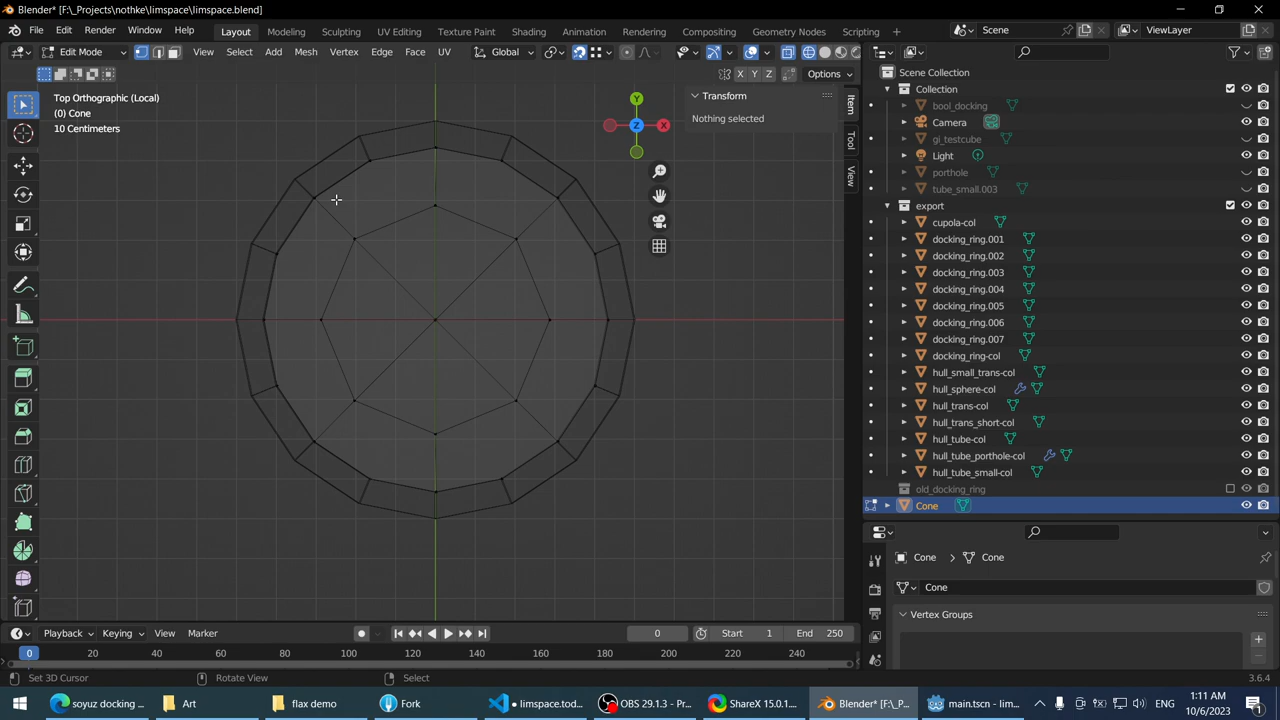 Blender* [F:\_Projects\nothke\limspace\limspace.blend]
File Edit Render Window Help Layout Modeling Sculpting UV Editing Texture Paint Shading Animation Rendering Compositing Geometry Nodes Scripting Scene ViewLayer
Edit Mode View Select Add Mesh Vertex Edge Face UV Global
X Y Z Options
Top Orthographic (Local)
(0) Cone
10 Centimeters
Transform
Nothing selected
Item
Tool
View
Y
Z
X
Scene Collection
Collection
bool_docking
Camera
gi_testcube
Light
porthole
tube_small.003
export
cupola-col
docking_ring.001
docking_ring.002
docking_ring.003
docking_ring.004
docking_ring.005
docking_ring.006
docking_ring.007
docking_ring-col
hull_small_trans-col
hull_sphere-col
hull_trans-col
hull_trans_short-col
hull_tube-col
hull_tube_porthole-col
hull_tube_small-col
old_docking_ring
Cone
Cone Cone
Cone
Vertex Groups
Playback Keying View Marker 0 Start 1 End 250
0 20 40 60 80 100 120 140 160 180 200 220 240
Set 3D Cursor Rotate View Select 3.6.4
soyuz docking ... Art flax demo Fork • limspace.tod... OBS 29.1.3 - Pr... ShareX 15.0.1... Blender* [F:\_P... main.tscn - lim... ENG 1:11 AM 10/6/2023